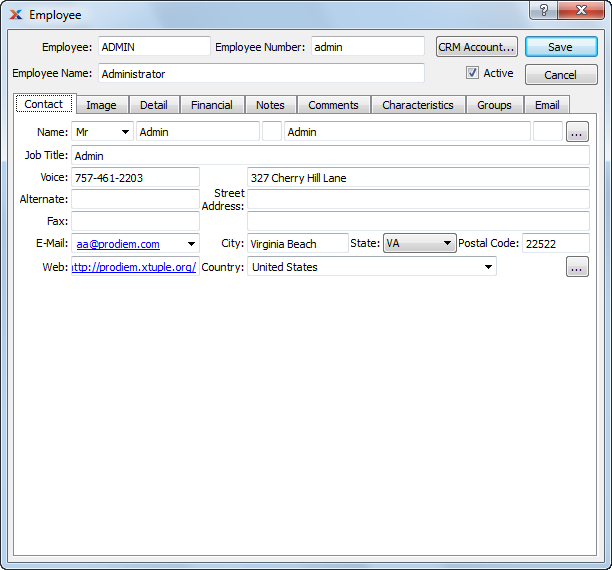 Employee
Employee: ADMIN Employee Number: admin CRM Account... Save
Employee Name: Administrator Active Cancel
Contact Image Detail Financial Notes Comments Characteristics Groups Email
Name: Mr Admin Admin ...
Job Title: Admin
Voice: 757-461-2203 327 Cherry Hill Lane
Alternate: Street
Address:
Fax:
E-Mail: aa@prodiem.com City: Virginia Beach State: VA Postal Code: 22522
Web: http://prodiem.xtuple.org/ Country: United States ...